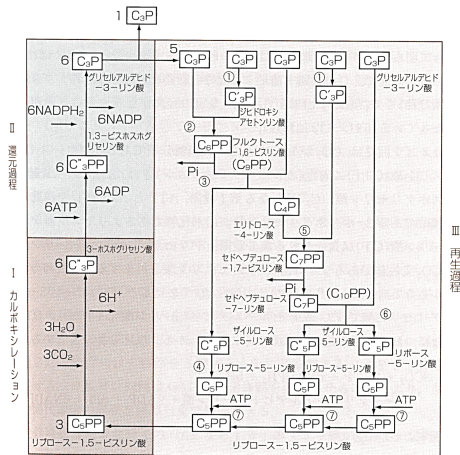 1 C₃P
6 C₃P
グリセルアルデヒド
-3-リン酸
5 C₃P C₃P C₃P C₃P C₃P
グリセルアルデヒド
-3-リン酸
① ①
C'₃P C'₃P
ジヒドロキシ
アセトンリン酸
6NADPH₂
6NADP
1,3-ビスホスホグ
リセリン酸
6 C"₃PP
② C₆PP フルクトース
-1,6-ビスリン酸
Pi (C₉PP)
③
6ADP
6ATP
C₄P
エリトロース
-4-リン酸
⑤
セドヘプチュロース
-1,7-ビスリン酸
C₇PP
Pi
セドヘプチュロース
-7-リン酸
C₇P (C₁₀PP)
⑥
3-ホスホグリセリン酸
6 C"₃P
6H⁺
3H₂O
3CO₂
ザイルロース
-5-リン酸
ザイルロース
5-リン酸
C"₅P C"₅P C'"₅P リボース
-5-リン酸
④ リブロース-5-リン酸 リブロース-5-リン酸
C₅P C₅P C₅P
ATP ATP ATP
⑦ ⑦ ⑦
3 C₅PP C₅PP C₅PP C₅PP
リブロース-1,5-ビスリン酸 リブロース-1,5-ビスリン酸
Ⅱ 還元過程
Ⅰ カルボキシレーション
Ⅲ 再生過程